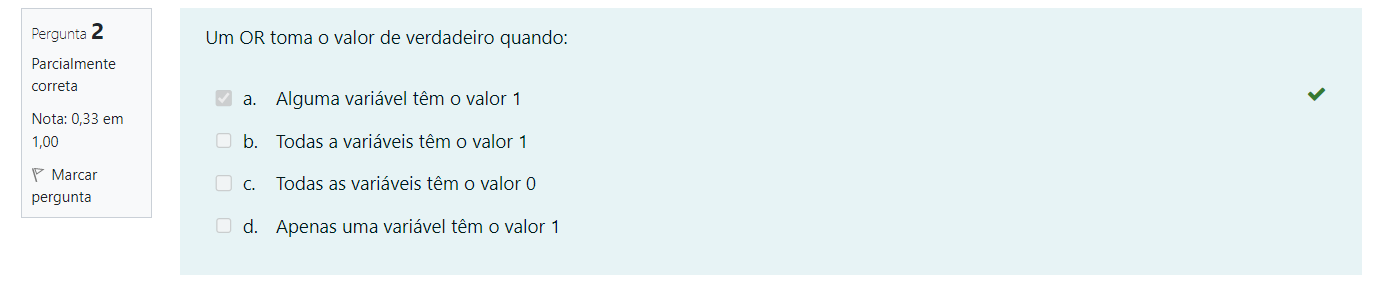 Pergunta 2
Parcialmente
correta
Nota: 0,33 em
1,00
Marcar
pergunta
Um OR toma o valor de verdadeiro quando:
a. Alguma variável têm o valor 1
b. Todas a variáveis têm o valor 1
c. Todas as variáveis têm o valor 0
d. Apenas uma variável têm o valor 1